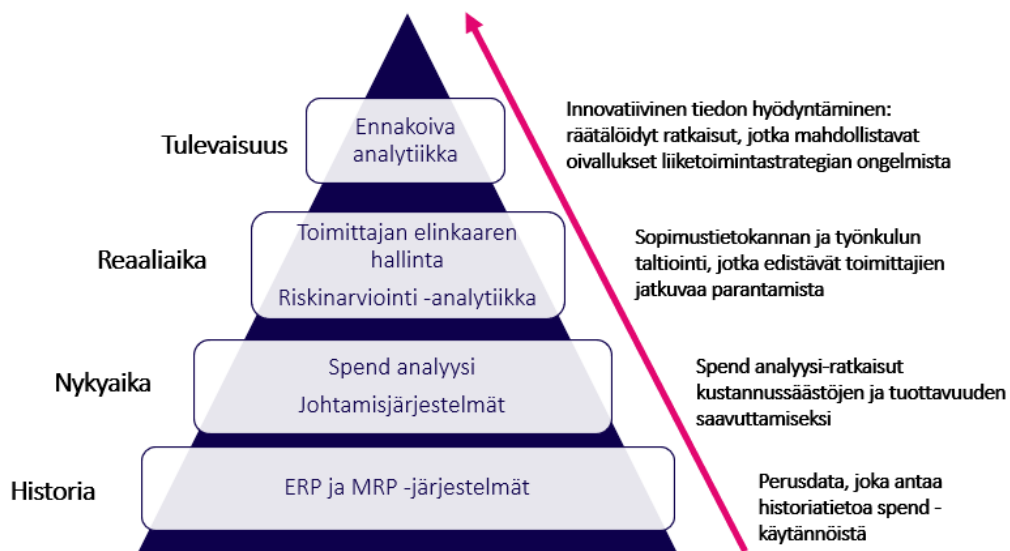 Tulevaisuus
Ennakoiva
analytiikka
Innovatiivinen tiedon hyödyntäminen:
räätälöidyt ratkaisut, jotka mahdollistavat
oivallukset liiketoimintastrategian ongelmista
Reaaliaika
Toimittajan elinkaaren
hallinta
Riskinarviointi -analytiikka
Sopimustietokannan ja työnkulun
taltiointi, jotka edistävät toimittajien
jatkuvaa parantamista
Nykyaika
Spend analyysi
Johtamisjärjestelmät
Spend analyysi-ratkaisut
kustannussäästöjen ja tuottavuuden
saavuttamiseksi
Historia
ERP ja MRP -järjestelmät
Perusdata, joka antaa
historiatietoa spend -
käytännöistä